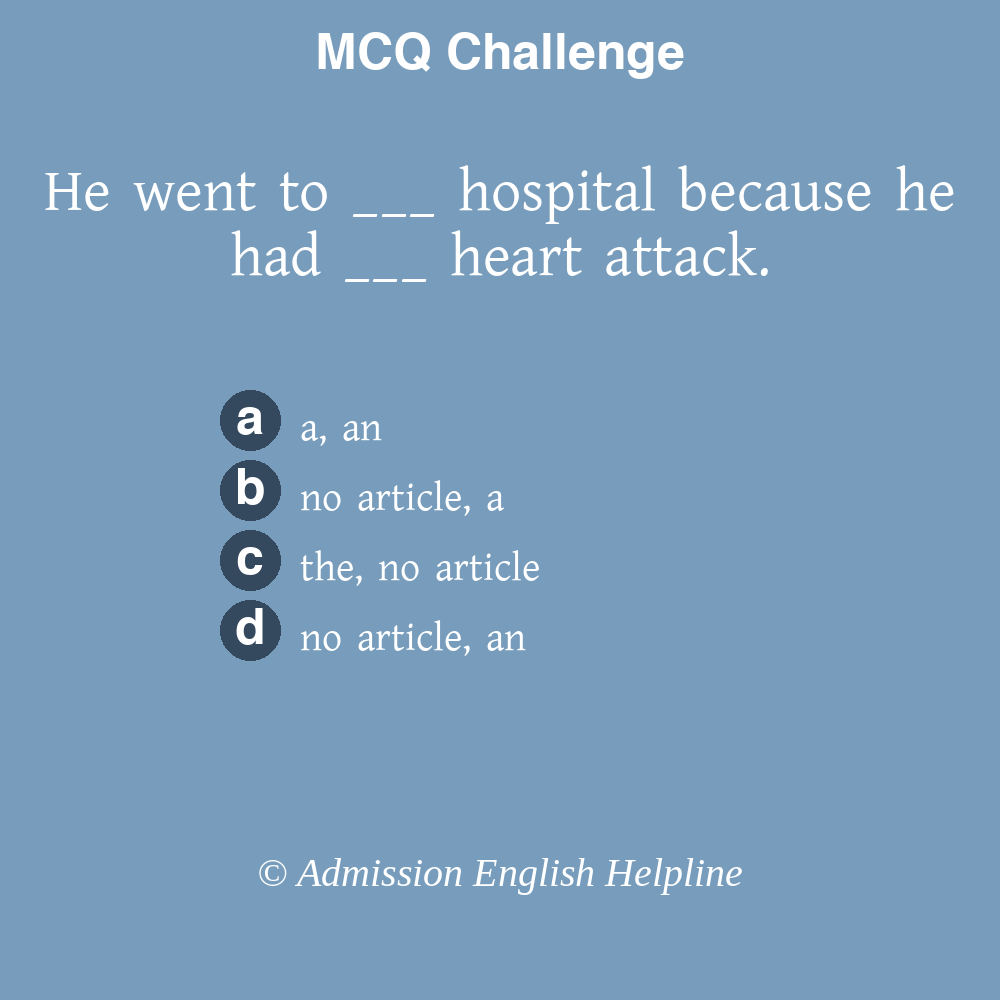 MCQ Challenge
He went to ___ hospital because he
had ___ heart attack.
a a, an
b no article, a
c the, no article
d no article, an
© Admission English Helpline